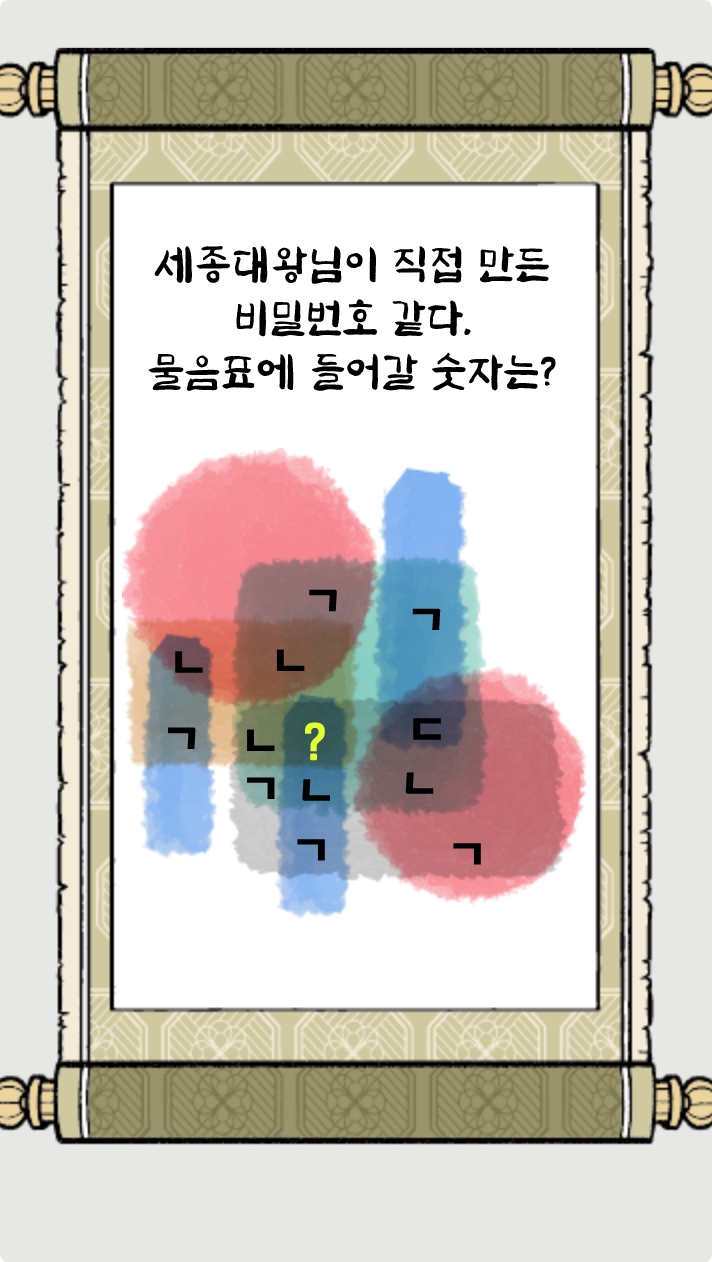 세종대왕님이 직접 만든
비밀번호 같다.
물음표에 들어갈 숫자는?
ㄱ
ㄱ
ㄴ ㄴ
ㄱ ㄴ ? ㄷ
ㄱ ㄴ ㄴ
ㄱ ㄱ